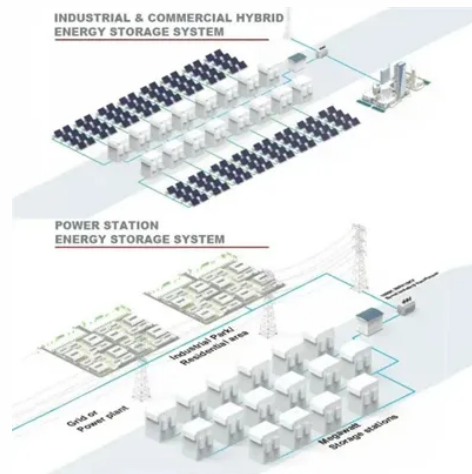 INDUSTRIAL & COMMERCIAL HYBRID
ENERGY STORAGE SYSTEM
POWER STATION
ENERGY STORAGE SYSTEM
Industrial Park/
Residential area
Grid or
Power plant
Megawatt
Storage stations